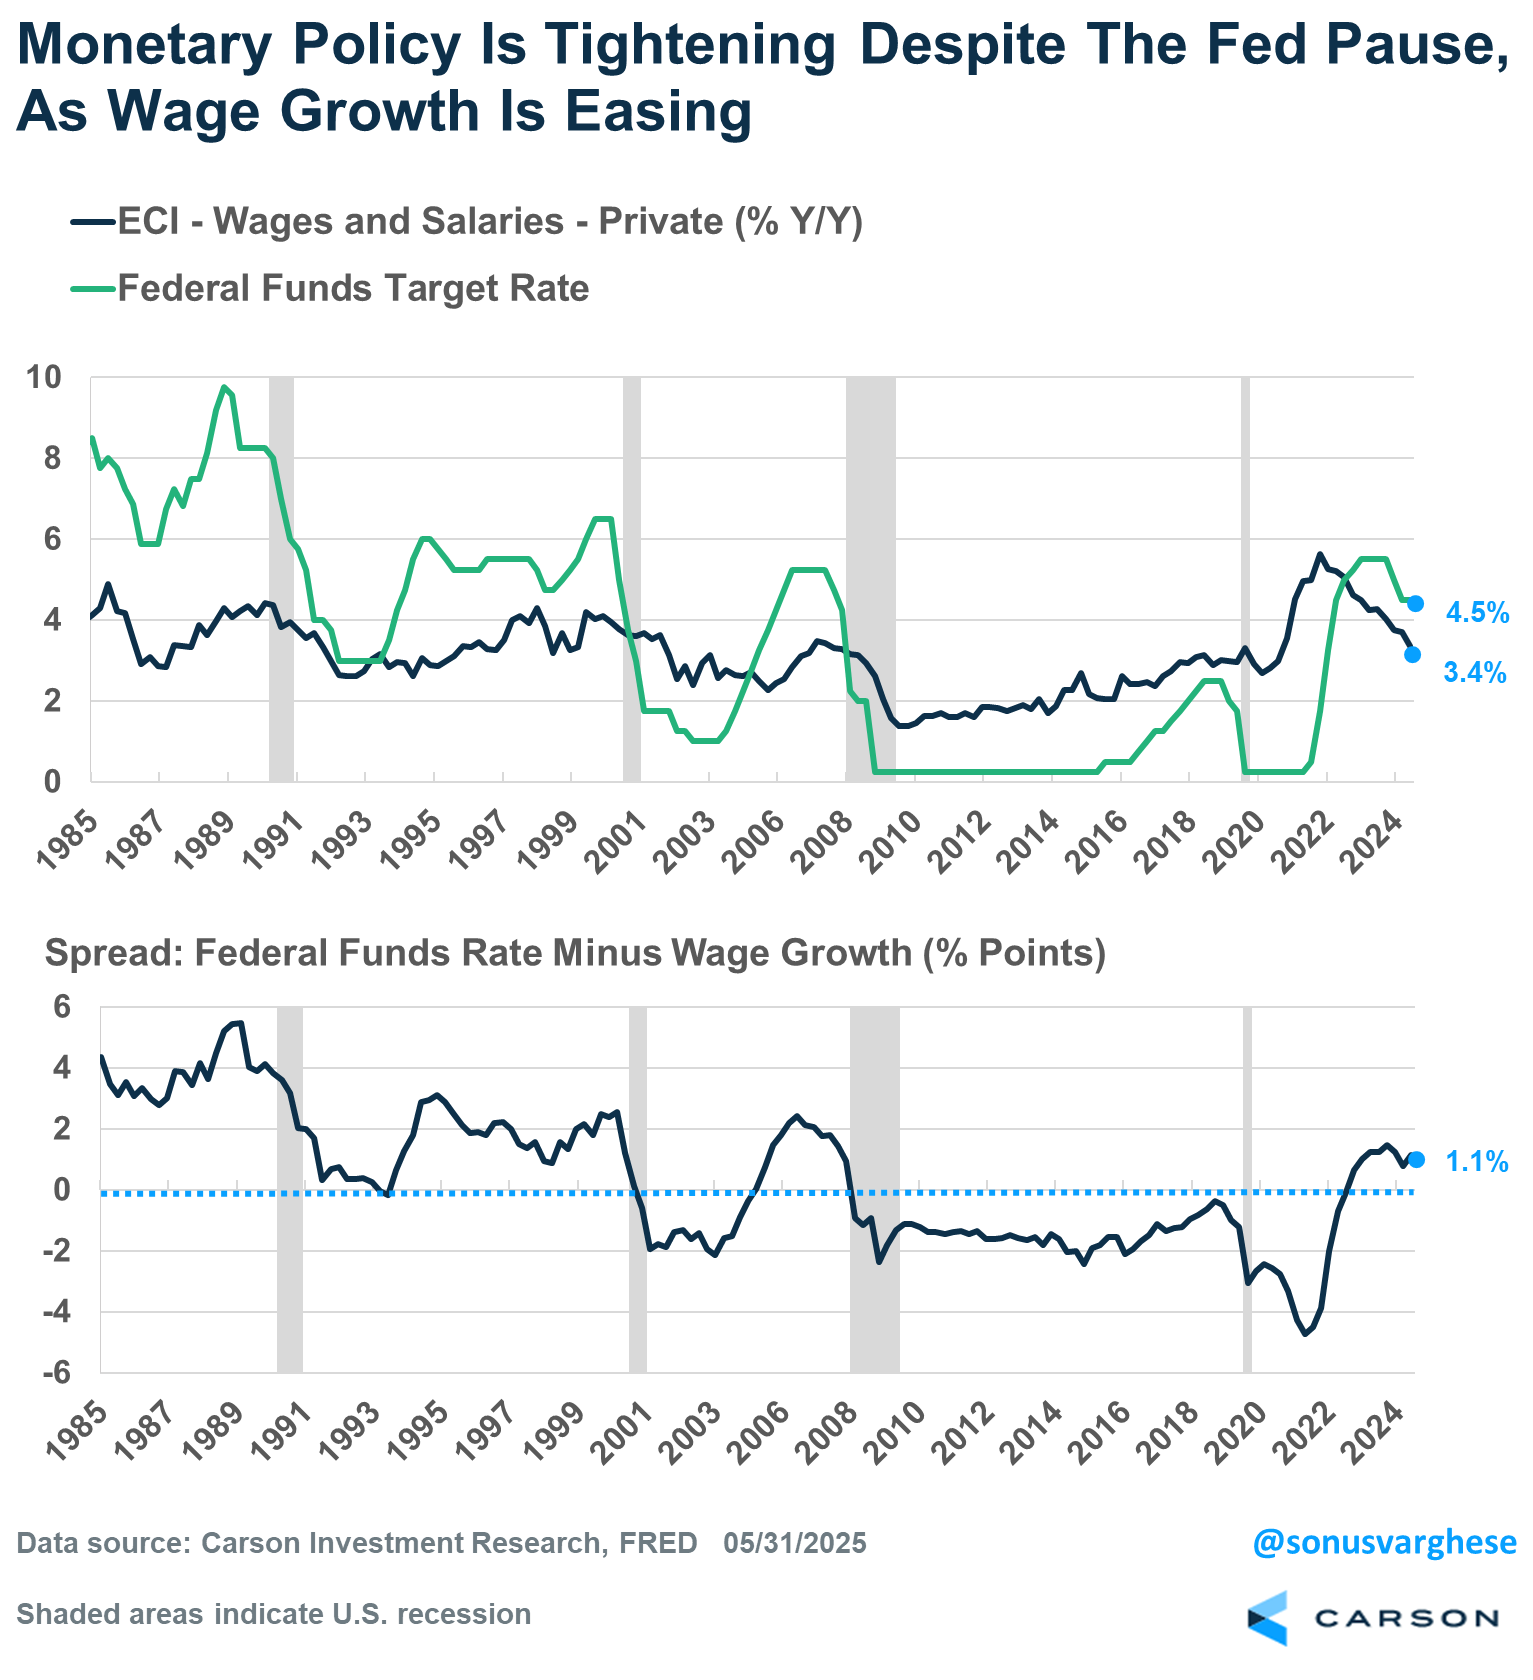 Monetary Policy Is Tightening Despite The Fed Pause,
As Wage Growth Is Easing
ECI - Wages and Salaries - Private (% Y/Y)
Federal Funds Target Rate
10
8
6
4
2
0
4.5%
3.4%
1985 1987 1989 1991 1993 1995 1997 1999 2001 2003 2006 2008 2010 2012 2014 2016 2018 2020 2022 2024
Spread: Federal Funds Rate Minus Wage Growth (% Points)
6
4
2
0
-2
-4
-6
1.1%
1985 1987 1989 1991 1993 1995 1997 1999 2001 2003 2006 2008 2010 2012 2014 2016 2018 2020 2022 2024
Data source: Carson Investment Research, FRED 05/31/2025
@sonusvarghese
Shaded areas indicate U.S. recession
CARSON